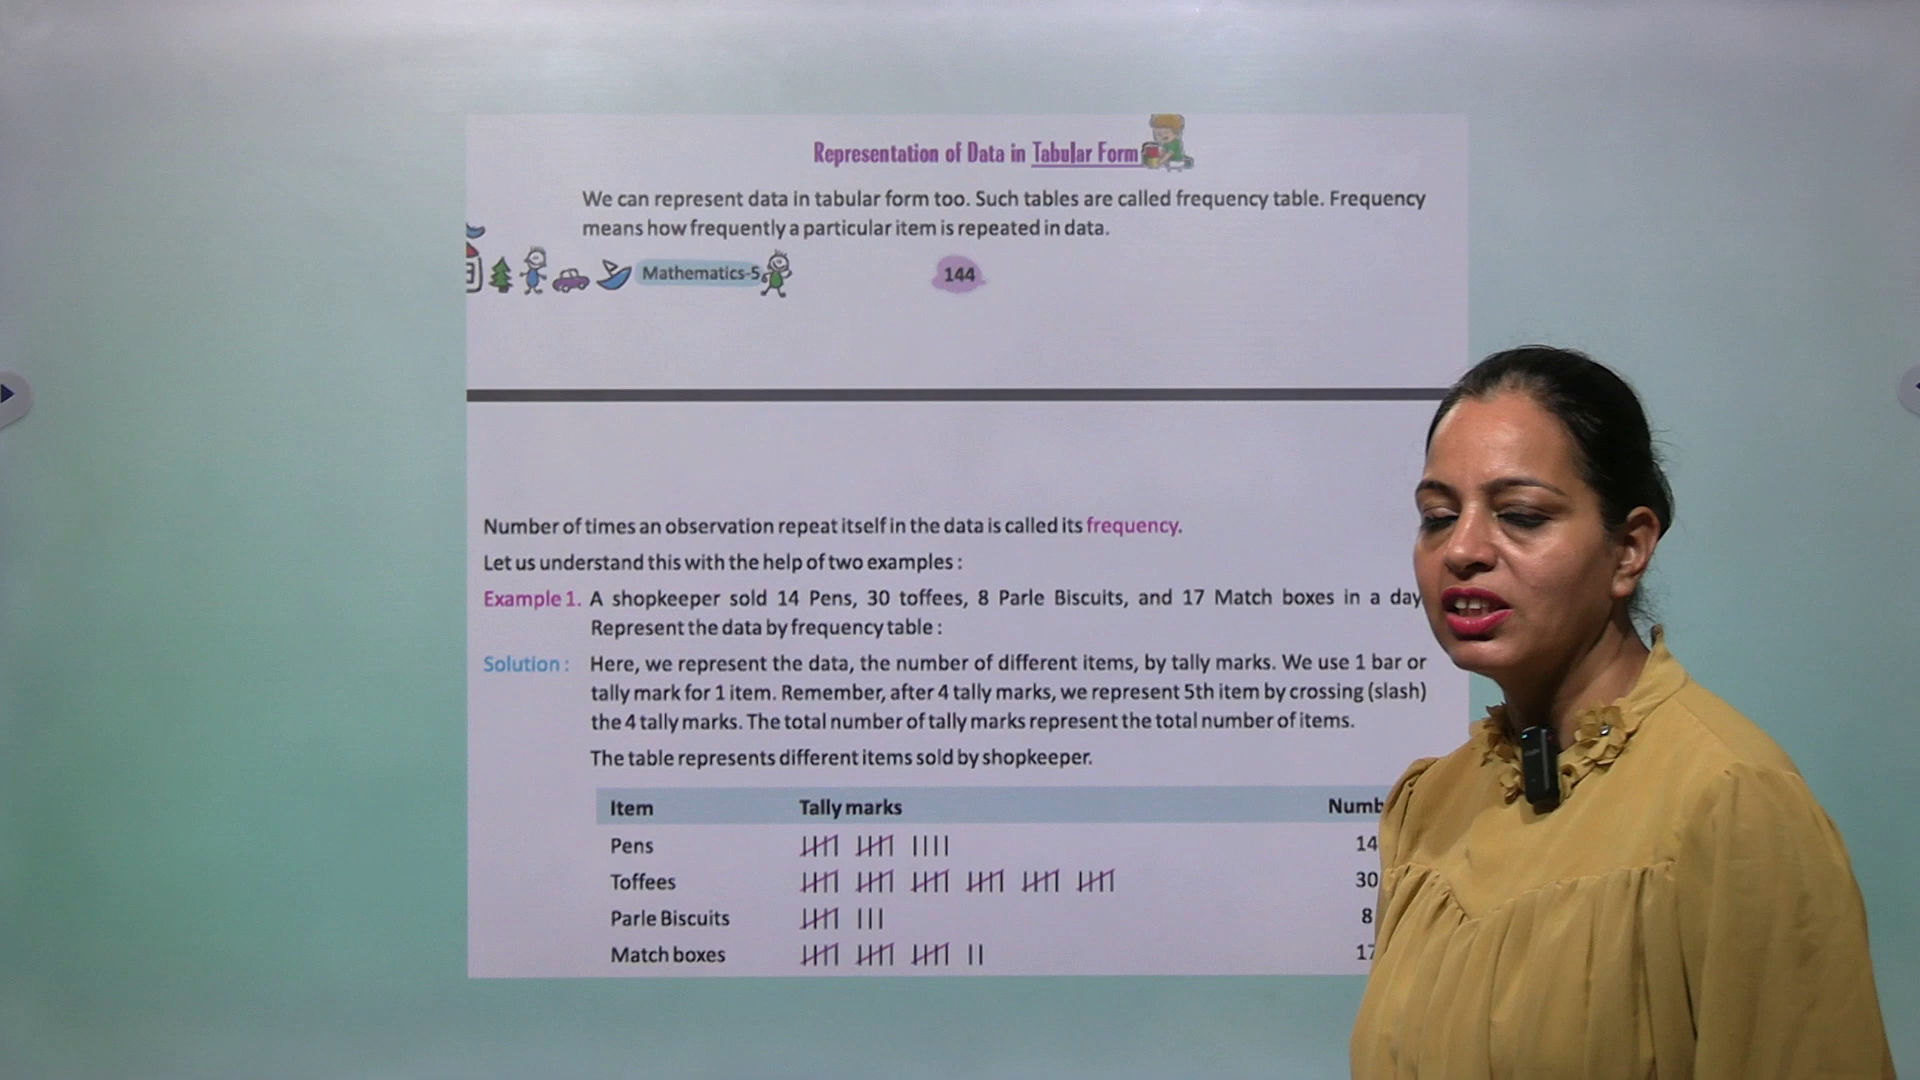 Representation of Data in Tabular Form
We can represent data in tabular form too. Such tables are called frequency table. Frequency
means how frequently a particular item is repeated in data.
Mathematics-5
144
Number of times an observation repeat itself in the data is called its frequency.
Let us understand this with the help of two examples :
Example 1. A shopkeeper sold 14 Pens, 30 toffees, 8 Parle Biscuits, and 17 Match boxes in a day
Represent the data by frequency table :
Solution : Here, we represent the data, the number of different items, by tally marks. We use 1 bar or
tally mark for 1 item. Remember, after 4 tally marks, we represent 5th item by crossing (slash)
the 4 tally marks. The total number of tally marks represent the total number of items.
The table represents different items sold by shopkeeper.
Item Tally marks Numb
Pens 14
Toffees 30
Parle Biscuits 8
Match boxes 17